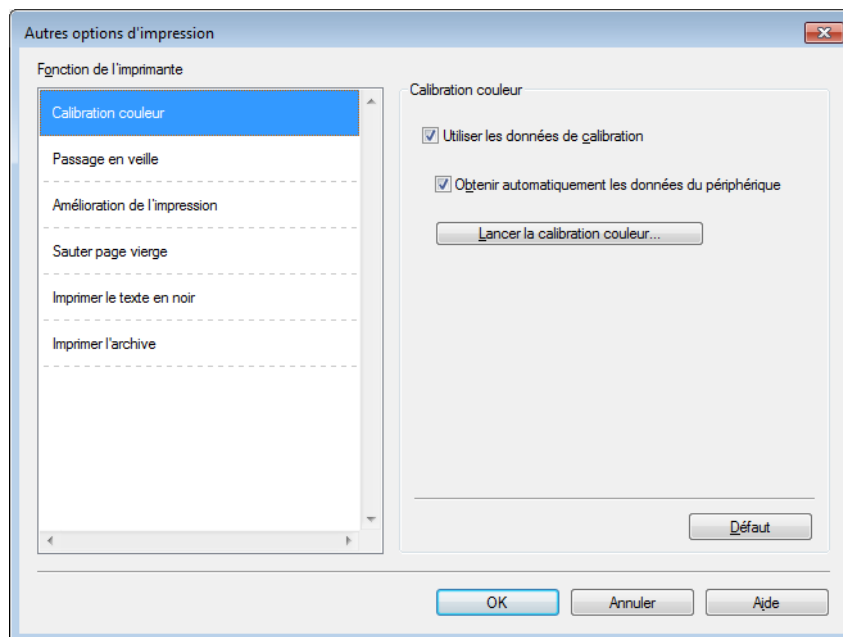 Autres options d'impression
Fonction de l'imprimante
Calibration couleur
Passage en veille
Amélioration de l'impression
Sauter page vierge
Imprimer le texte en noir
Imprimer l'archive
Calibration couleur
Utiliser les données de calibration
Obtenir automatiquement les données du périphérique
Lancer la calibration couleur...
Défaut
OK
Annuler
Aide